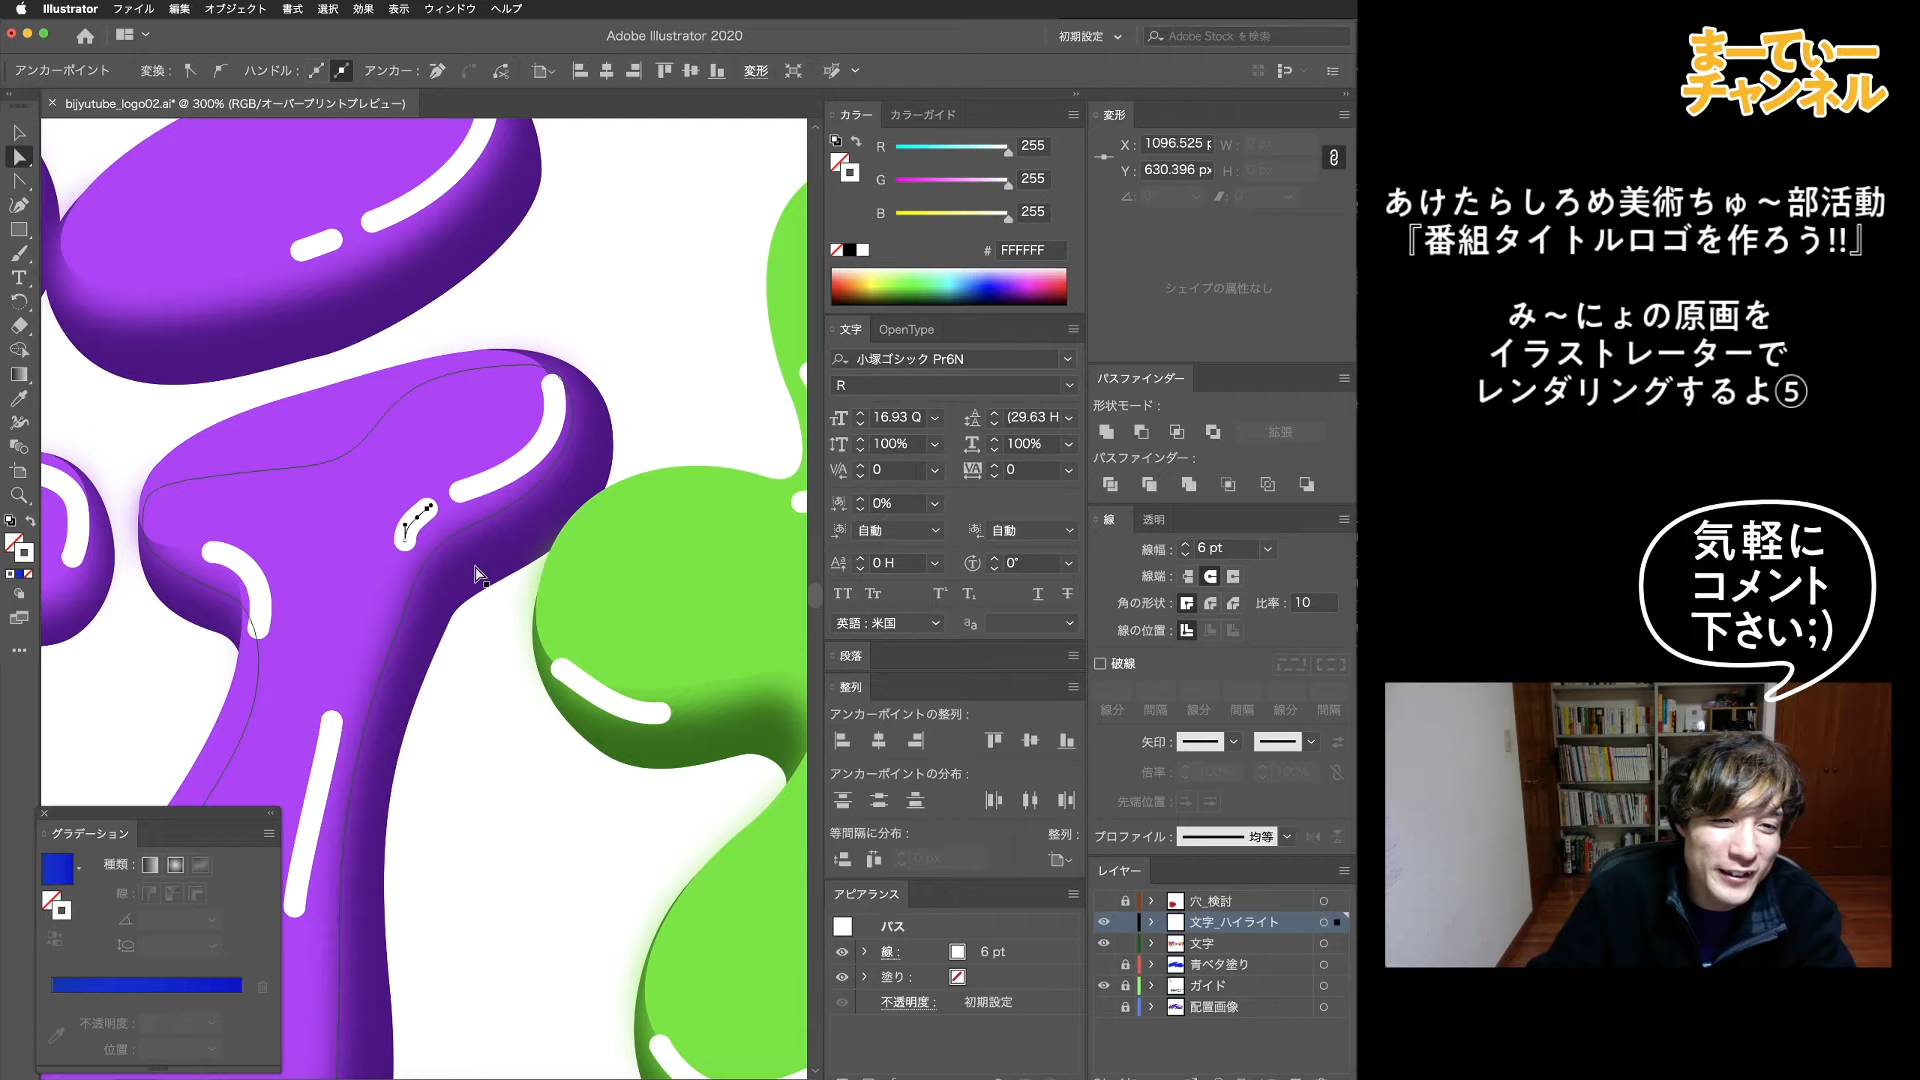 Illustrator ファイル 編集 オブジェクト 書式 選択 効果 表示 ウィンドウ ヘルプ
Adobe Illustrator 2020
初期設定
Adobe Stock を検索
アンカーポイント 変換： ハンドル： アンカー： 変形
bijyutube_logo02.ai* @ 300% (RGB/オーバープリントプレビュー)
カラー カラーガイド
R 255
G 255
B 255
# FFFFFF
文字 OpenType
小塚ゴシック Pr6N
R
16.93 Q (29.63 H
100% 100%
0 0
0%
自動 自動
0 H 0°
英語：米国
段落
整列
アンカーポイントの整列：
アンカーポイントの分布：
等間隔に分布： 整列：
0 px
アピアランス
パス
線： 6 pt
塗り：
不透明度： 初期設定
変形
X： 1096.525 p W： 0 px
Y： 630.396 px H： 0 px
シェイプの属性なし
パスファインダー
形状モード：
拡張
パスファインダー：
線 透明
線幅： 6 pt
線端：
角の形状： 比率： 10
線の位置：
破線
線分 間隔 線分 間隔 線分 間隔
矢印：
倍率： 100% 100%
先端位置：
プロファイル： 均等
レイヤー
穴_検討
文字_ハイライト
文字
青ベタ塗り
ガイド
配置画像
グラデーション
種類：
線：
不透明度：
位置：
まーてぃー
チャンネル
あけたらしろめ美術ちゅ～部活動
『番組タイトルロゴを作ろう!!』
み～にょの原画を
イラストレーターで
レンダリングするよ⑤
気軽に
コメント
下さい;)